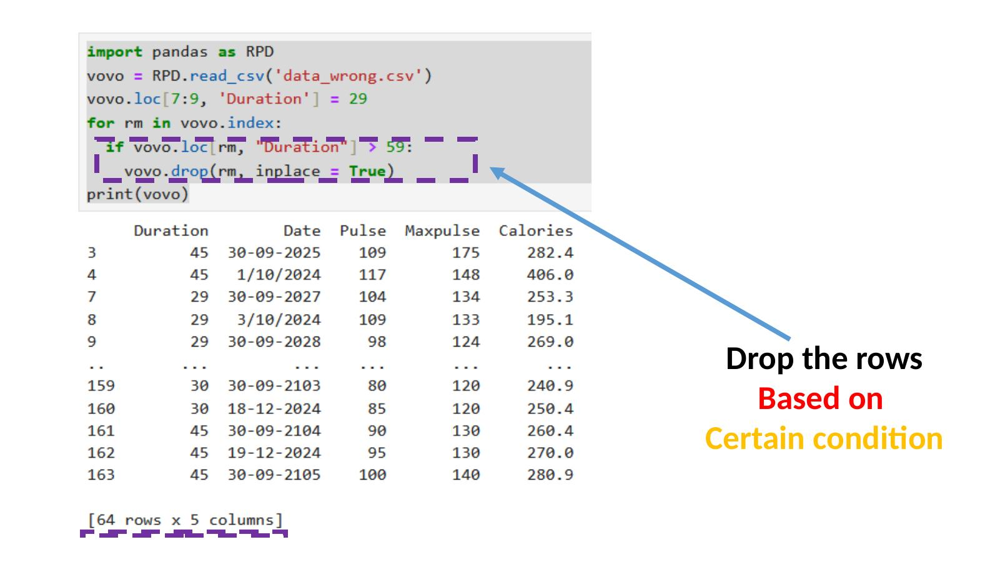 import pandas as RPD
vovo = RPD.read_csv('data_wrong.csv')
vovo.loc[7:9, 'Duration'] = 29
for rm in vovo.index:
  if vovo.loc[rm, "Duration"] > 59:
    vovo.drop(rm, inplace = True)
print(vovo)
     Duration        Date  Pulse  Maxpulse  Calories
3          45  30-09-2025    109       175     282.4
4          45   1/10/2024    117       148     406.0
7          29  30-09-2027    104       134     253.3
8          29   3/10/2024    109       133     195.1
9          29  30-09-2028     98       124     269.0
..        ...         ...    ...       ...       ...
159        30  30-09-2103     80       120     240.9
160        30  18-12-2024     85       120     250.4
161        45  30-09-2104     90       130     260.4
162        45  19-12-2024     95       130     270.0
163        45  30-09-2105    100       140     280.9
[64 rows x 5 columns]
Drop the rows
Based on
Certain condition